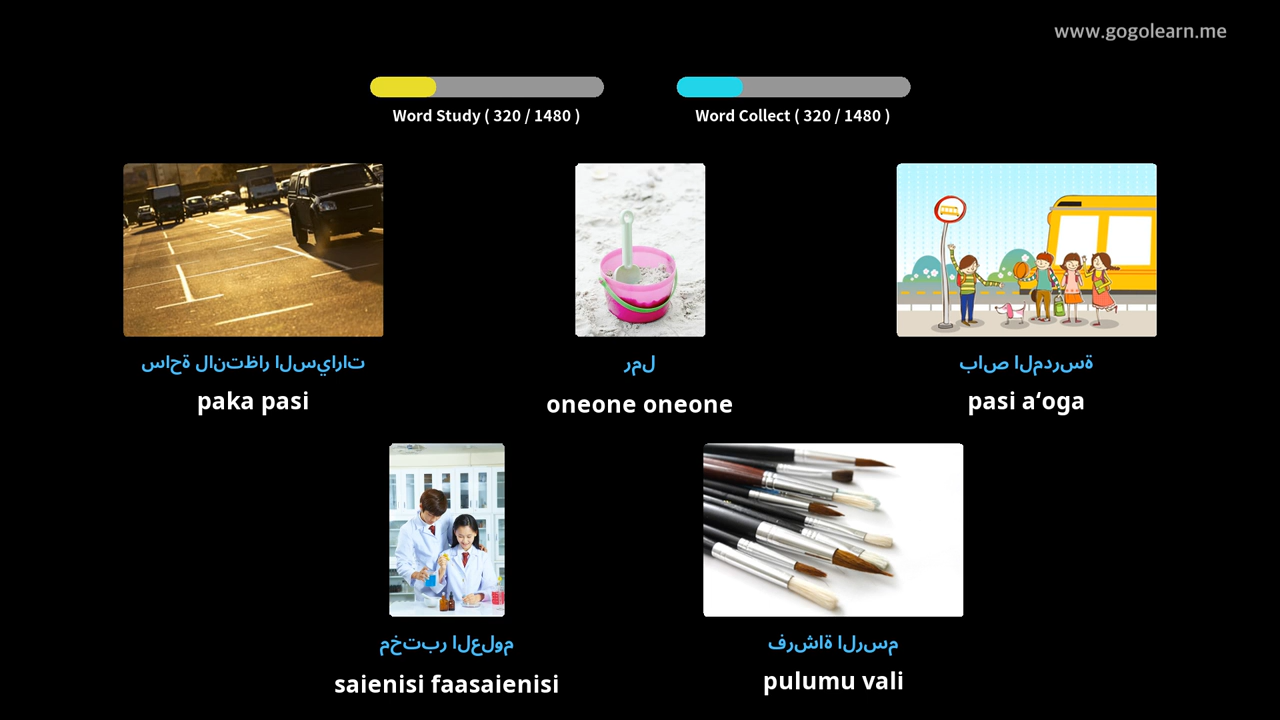 www.gogolearn.me
Word Study ( 320 / 1480 )
Word Collect ( 320 / 1480 )
ساحة لانتظار السيارات
paka pasi
رمل
oneone oneone
باص المدرسة
pasi aʻoga
مختبر العلوم
saienisi faasaienisi
فرشاة الرسم
pulumu vali